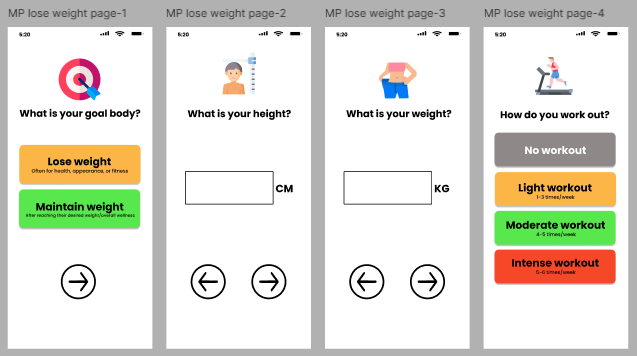 MP lose weight page-1
5:20
What is your goal body?
Lose weight
Often for health, appearance, or fitness
Maintain weight
After reaching their desired weight/overall wellness
MP lose weight page-2
5:20
What is your height?
CM
MP lose weight page-3
5:20
What is your weight?
KG
MP lose weight page-4
5:20
How do you work out?
No workout
Light workout
1-3 times/week
Moderate workout
4-5 times/week
Intense workout
5-6 times/week